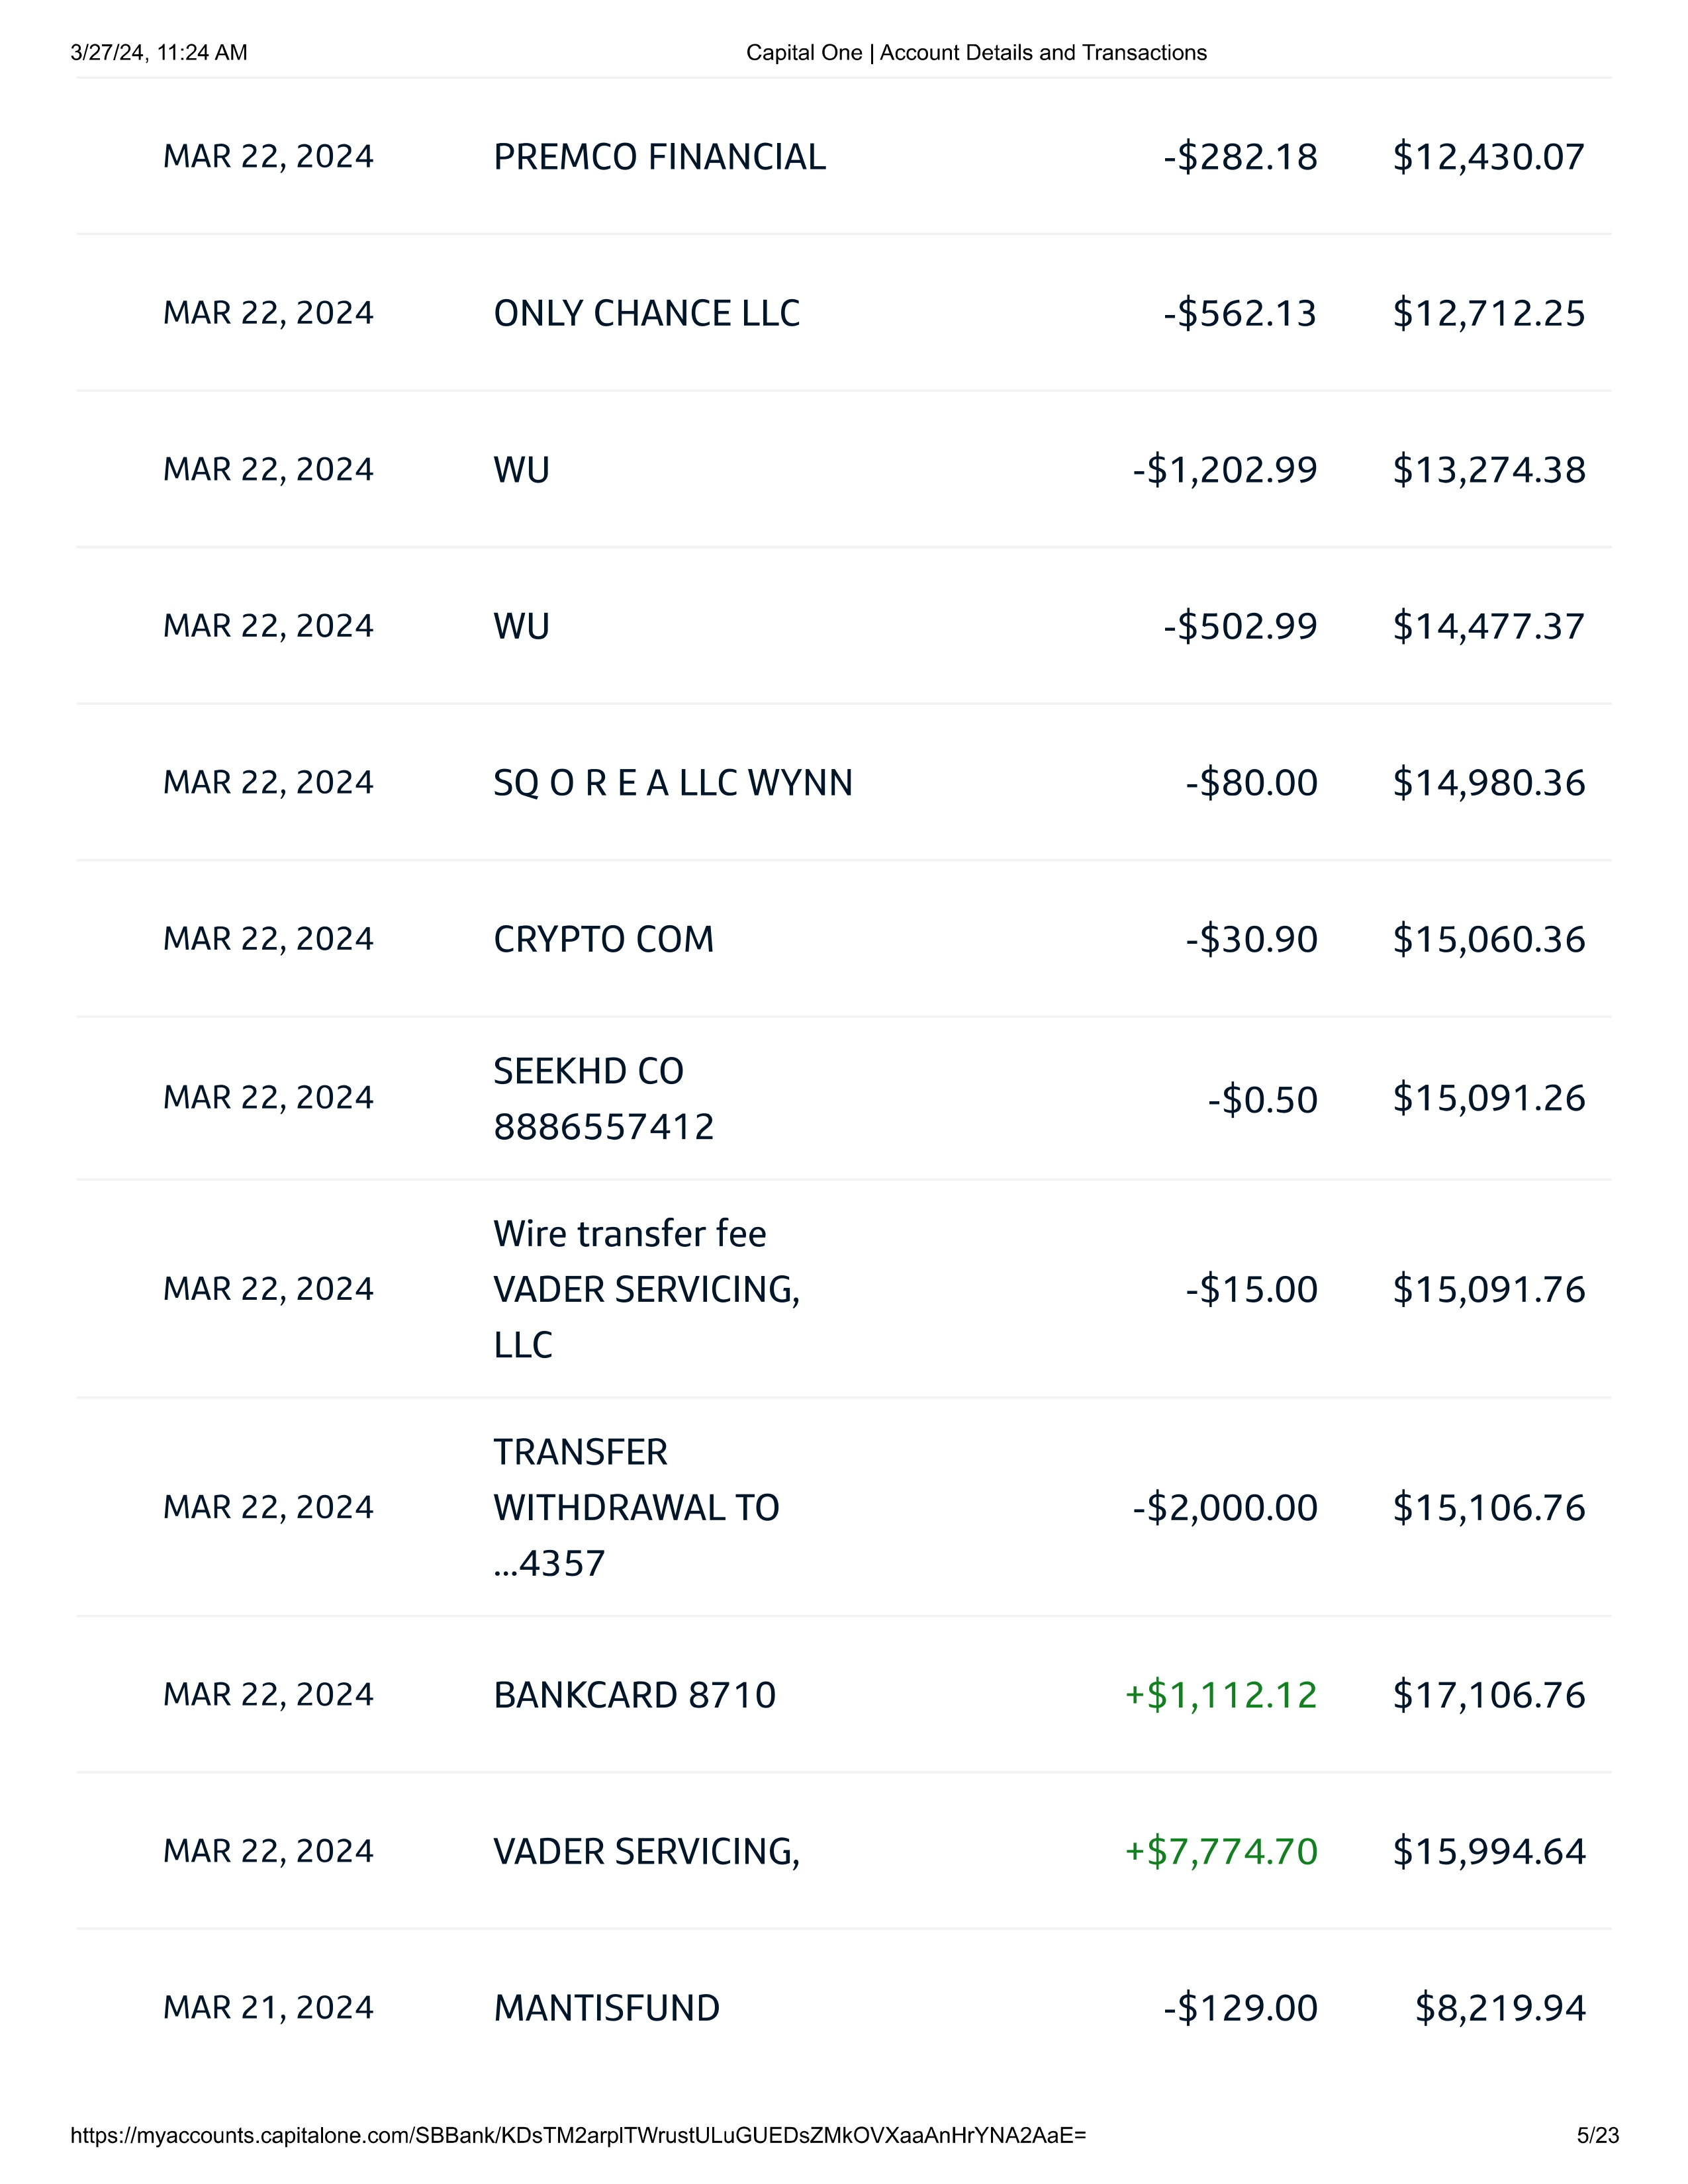 3/27/24, 11:24 AM Capital One | Account Details and Transactions
MAR 22, 2024 PREMCO FINANCIAL -$282.18 $12,430.07
MAR 22, 2024 ONLY CHANCE LLC -$562.13 $12,712.25
MAR 22, 2024 WU -$1,202.99 $13,274.38
MAR 22, 2024 WU -$502.99 $14,477.37
MAR 22, 2024 SQ O R E A LLC WYNN -$80.00 $14,980.36
MAR 22, 2024 CRYPTO COM -$30.90 $15,060.36
SEEKHD CO
MAR 22, 2024 -$0.50 $15,091.26
8886557412
Wire transfer fee
MAR 22, 2024 VADER SERVICING, -$15.00 $15,091.76
LLC
TRANSFER
MAR 22, 2024 WITHDRAWAL TO -$2,000.00 $15,106.76
...4357
MAR 22, 2024 BANKCARD 8710 +$1,112.12 $17,106.76
MAR 22, 2024 VADER SERVICING, +$7,774.70 $15,994.64
MAR 21, 2024 MANTISFUND -$129.00 $8,219.94
https://myaccounts.capitalone.com/SBBank/KDsTM2arplTWrustULuGUEDsZMkOVXaaAnHrYNA2AaE= 5/23